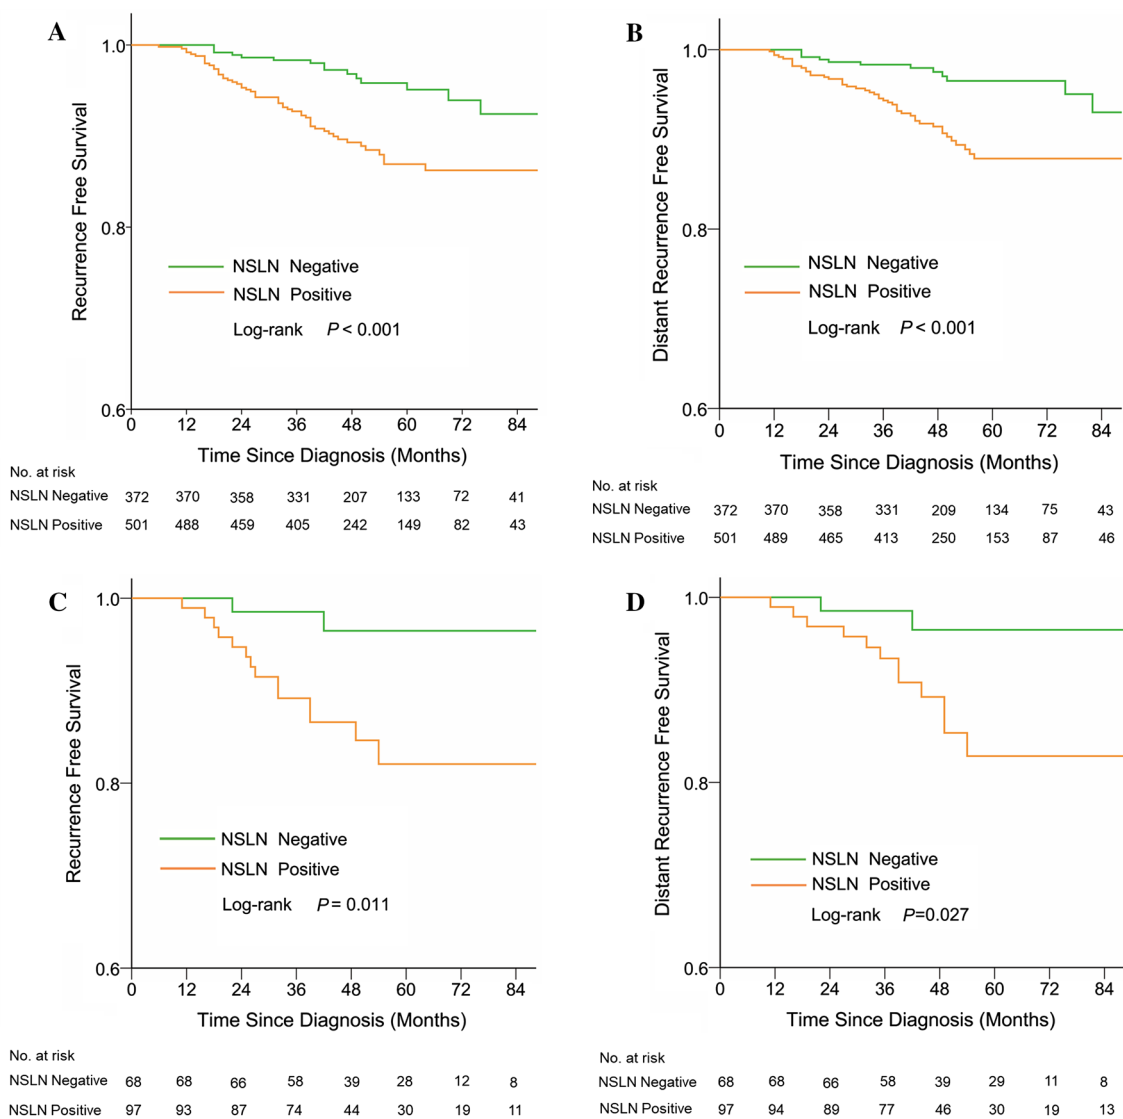 A
Recurrence Free Survival
1.0
0.8
0.6
NSLN Negative
NSLN Positive
Log-rank P < 0.001
0 12 24 36 48 60 72 84
Time Since Diagnosis (Months)
No. at risk
NSLN Negative 372 370 358 331 207 133 72 41
NSLN Positive 501 488 459 405 242 149 82 43
B
Distant Recurrence Free Survival
1.0
0.8
0.6
NSLN Negative
NSLN Positive
Log-rank P < 0.001
0 12 24 36 48 60 72 84
Time Since Diagnosis (Months)
No. at risk
NSLN Negative 372 370 358 331 209 134 75 43
NSLN Positive 501 489 465 413 250 153 87 46
C
Recurrence Free Survival
1.0
0.8
0.6
NSLN Negative
NSLN Positive
Log-rank P = 0.011
0 12 24 36 48 60 72 84
Time Since Diagnosis (Months)
No. at risk
NSLN Negative 68 68 66 58 39 28 12 8
NSLN Positive 97 93 87 74 44 30 19 11
D
Distant Recurrence Free Survival
1.0
0.8
0.6
NSLN Negative
NSLN Positive
Log-rank P=0.027
0 12 24 36 48 60 72 84
Time Since Diagnosis (Months)
No. at risk
NSLN Negative 68 68 66 58 39 29 11 8
NSLN Positive 97 94 89 77 46 30 19 13